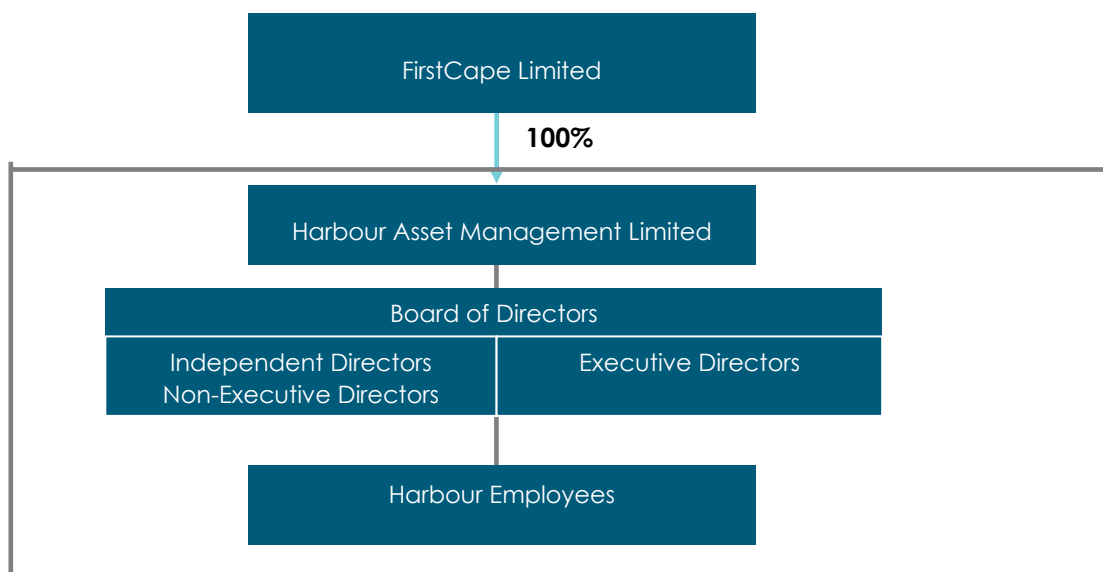 FirstCape Limited
100%
Harbour Asset Management Limited
Board of Directors
Independent Directors
Non-Executive Directors
Executive Directors
Harbour Employees